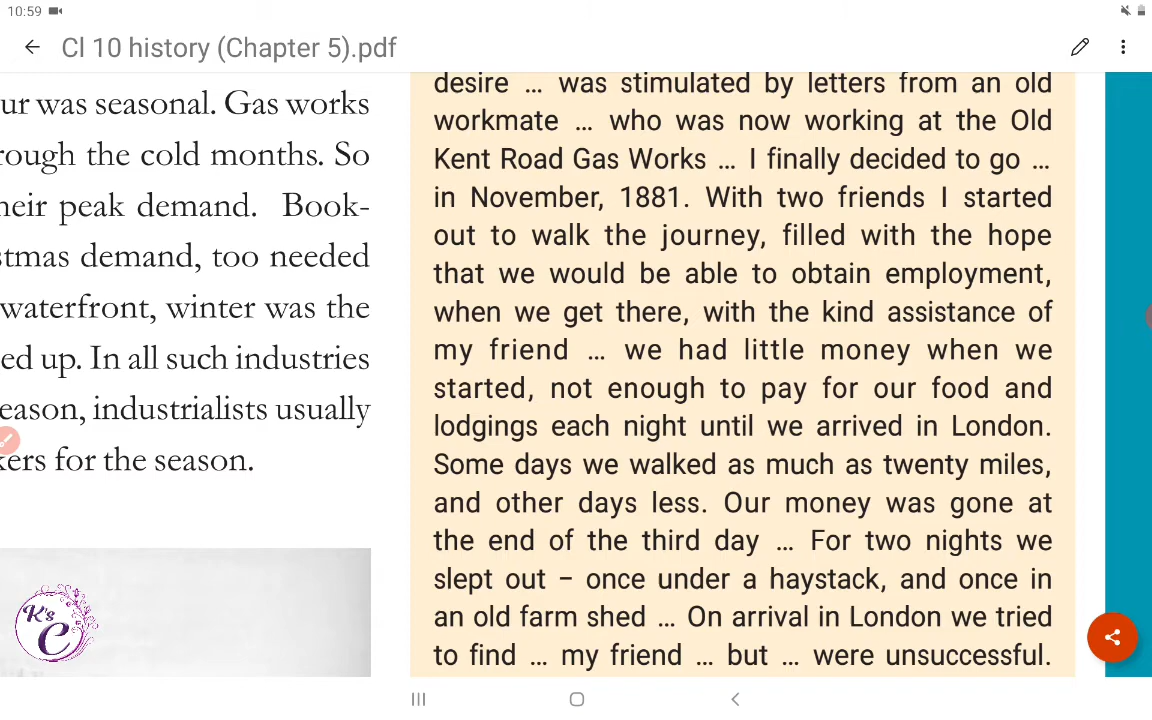 10:59
Cl 10 history (Chapter 5).pdf
ur was seasonal. Gas works
rough the cold months. So
heir peak demand. Book-
stmas demand, too needed
waterfront, winter was the
ed up. In all such industries
eason, industrialists usually
kers for the season.
K's C
desire ... was stimulated by letters from an old
workmate ... who was now working at the Old
Kent Road Gas Works ... I finally decided to go ...
in November, 1881. With two friends I started
out to walk the journey, filled with the hope
that we would be able to obtain employment,
when we get there, with the kind assistance of
my friend ... we had little money when we
started, not enough to pay for our food and
lodgings each night until we arrived in London.
Some days we walked as much as twenty miles,
and other days less. Our money was gone at
the end of the third day ... For two nights we
slept out – once under a haystack, and once in
an old farm shed ... On arrival in London we tried
to find ... my friend ... but ... were unsuccessful.